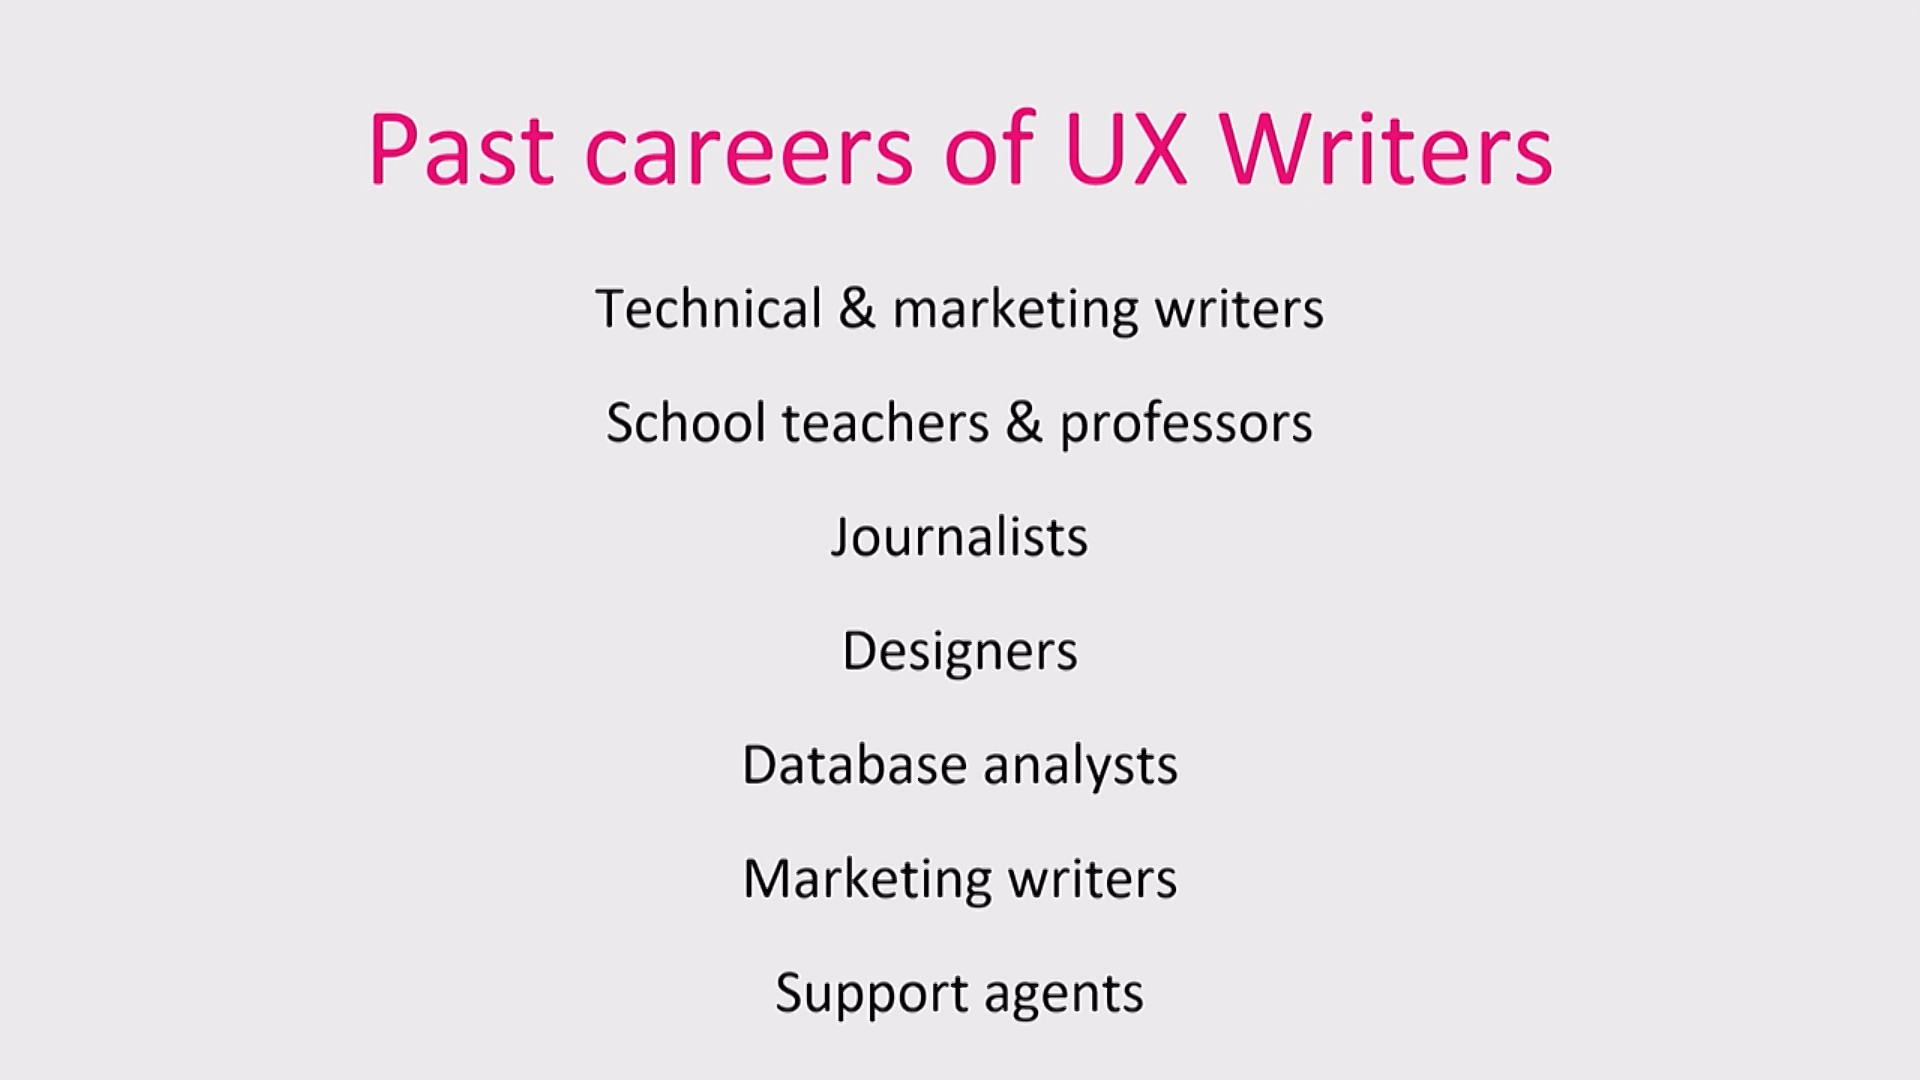 Past careers of UX Writers
Technical & marketing writers
School teachers & professors
Journalists
Designers
Database analysts
Marketing writers
Support agents